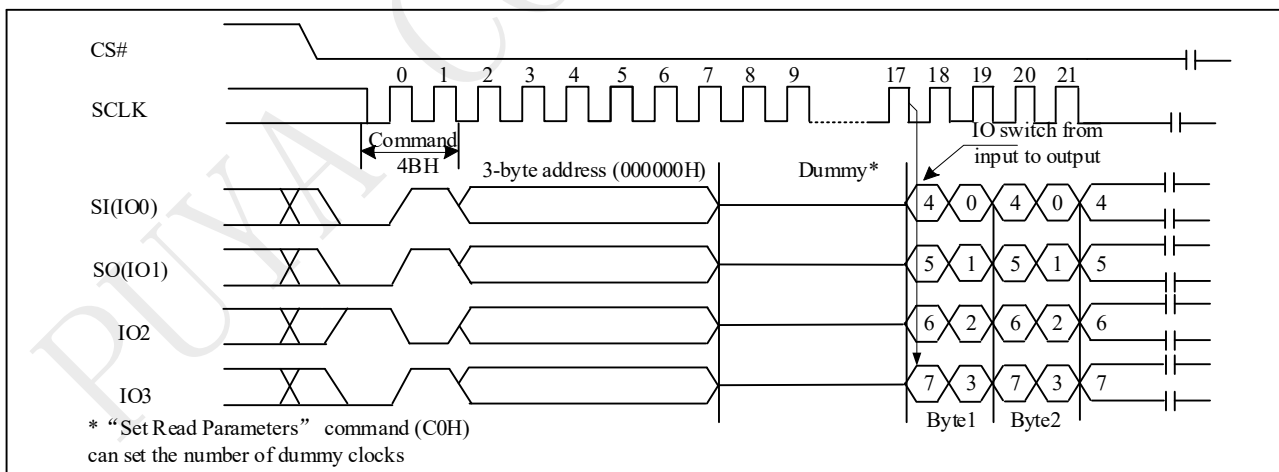 PUYA CO
CS#
0 1 2 3 4 5 6 7 8 9 17 18 19 20 21
SCLK
Command
4BH
IO switch from
input to output
3-byte address (000000H)
Dummy*
SI(IO0)
4 0 4 0 4
SO(IO1)
5 1 5 1 5
IO2
6 2 6 2 6
IO3
7 3 7 3 7
Byte1 Byte2
* “Set Read Parameters” command (C0H)
can set the number of dummy clocks